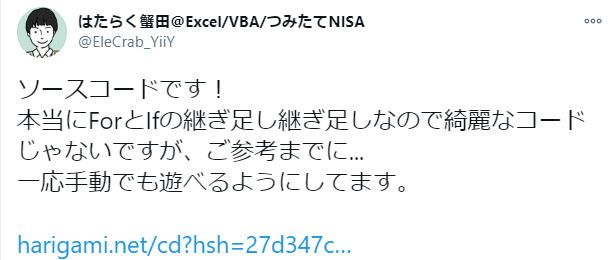 はたらく蟹田@Excel/VBA/つみたてNISA
@EleCrab_YiiY
ソースコードです！
本当にForとIfの継ぎ足し継ぎ足しなので綺麗なコード
じゃないですが、ご参考までに...
一応手動でも遊べるようにしてます。
harigami.net/cd?hsh=27d347c...